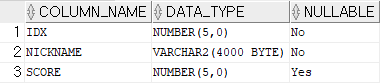 COLUMN_NAME DATA_TYPE NULLABLE
1 IDX NUMBER(5,0) No
2 NICKNAME VARCHAR2(4000 BYTE) No
3 SCORE NUMBER(5,0) Yes